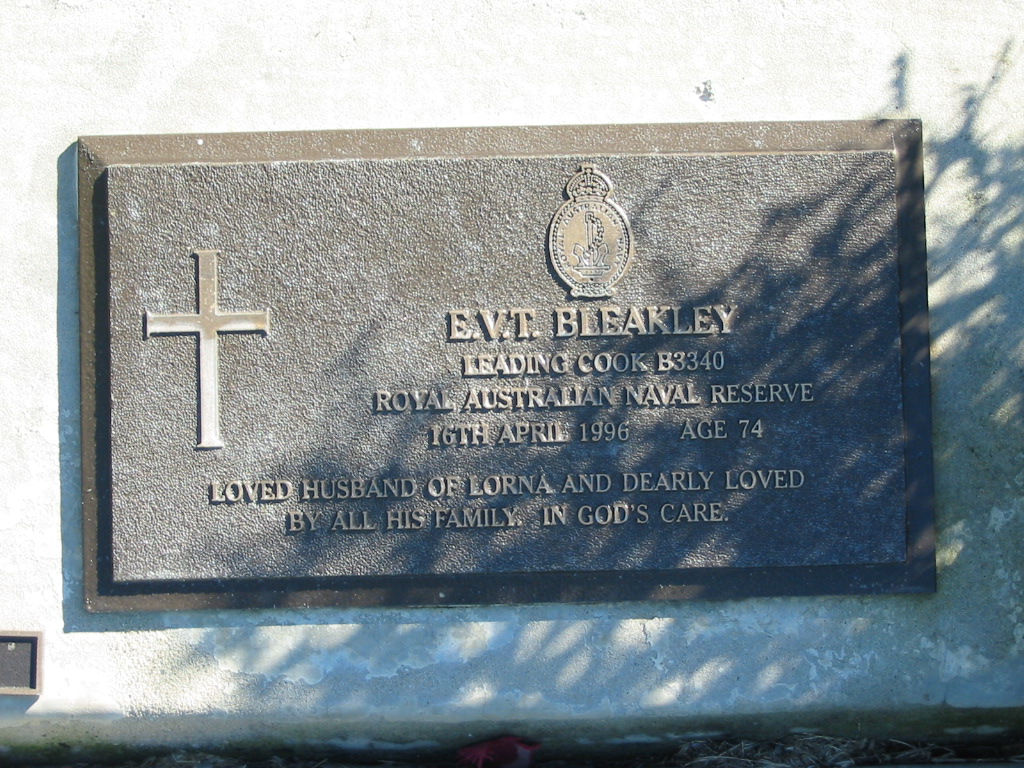 E.V.T. BLEAKLEY
LEADING COOK B3340
ROYAL AUSTRALIAN NAVAL RESERVE
16TH APRIL 1996 AGE 74
LOVED HUSBAND OF LORNA AND DEARLY LOVED
BY ALL HIS FAMILY. IN GOD'S CARE.